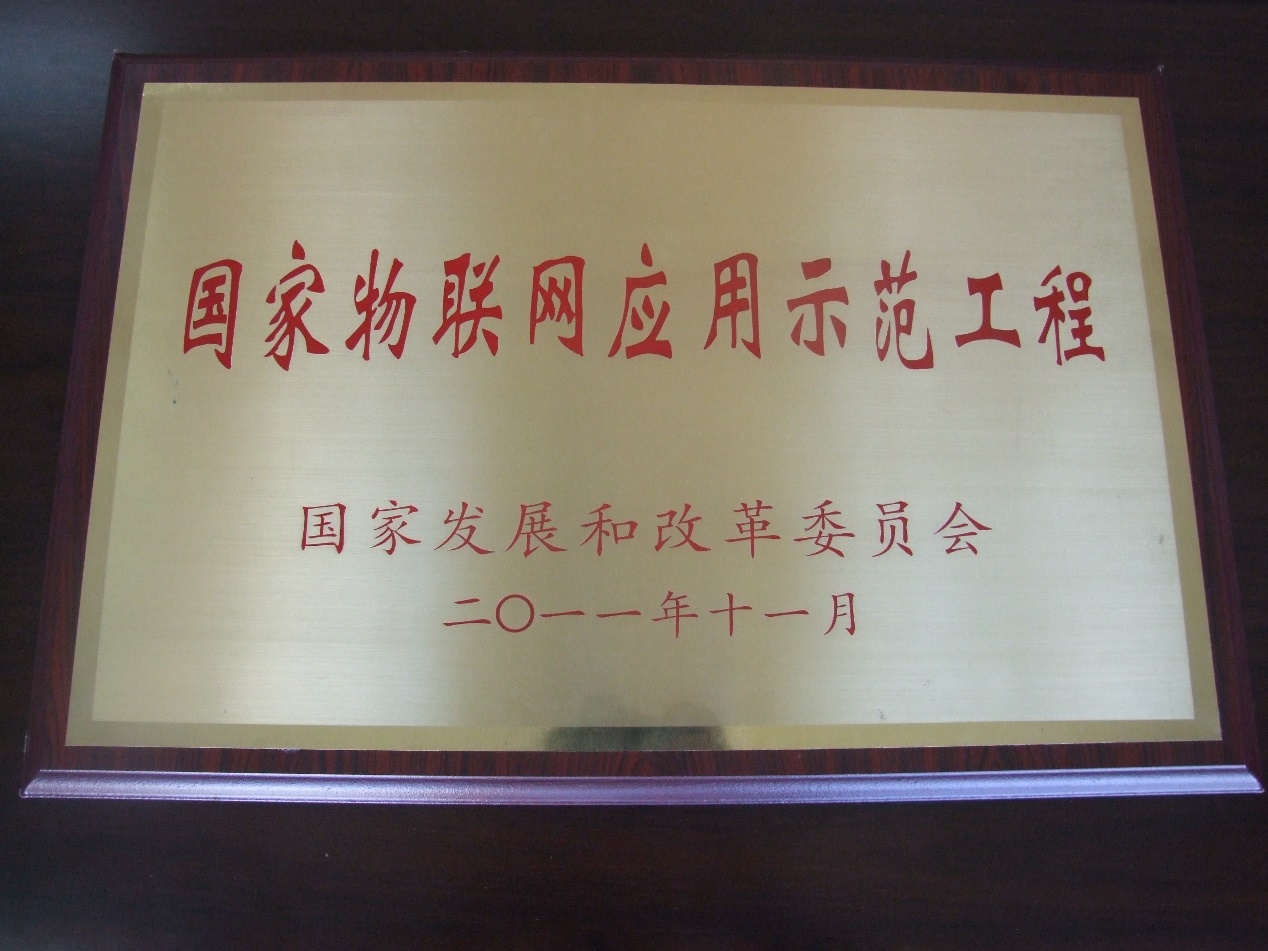 国家物联网应用示范工程
国家发展和改革委员会
二〇一一年十一月